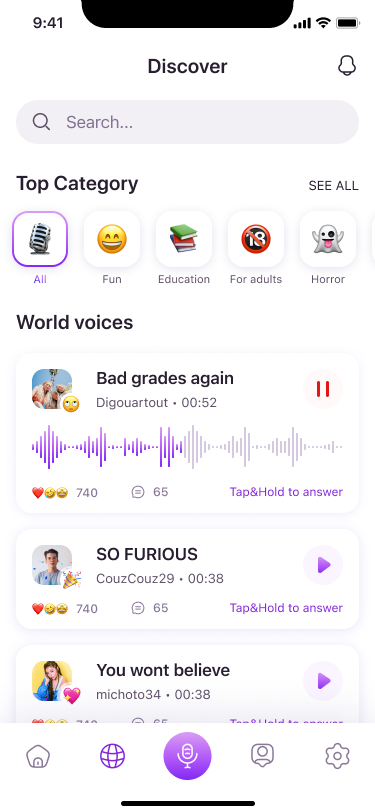 9:41
Discover
Search...
Top Category
SEE ALL
All
Fun
Education
For adults
Horror
World voices
Bad grades again
Digouartout • 00:52
740
65
Tap&Hold to answer
SO FURIOUS
CouzCouz29 • 00:38
740
65
Tap&Hold to answer
You wont believe
michoto34 • 00:38
740
65
Tap&Hold to answer